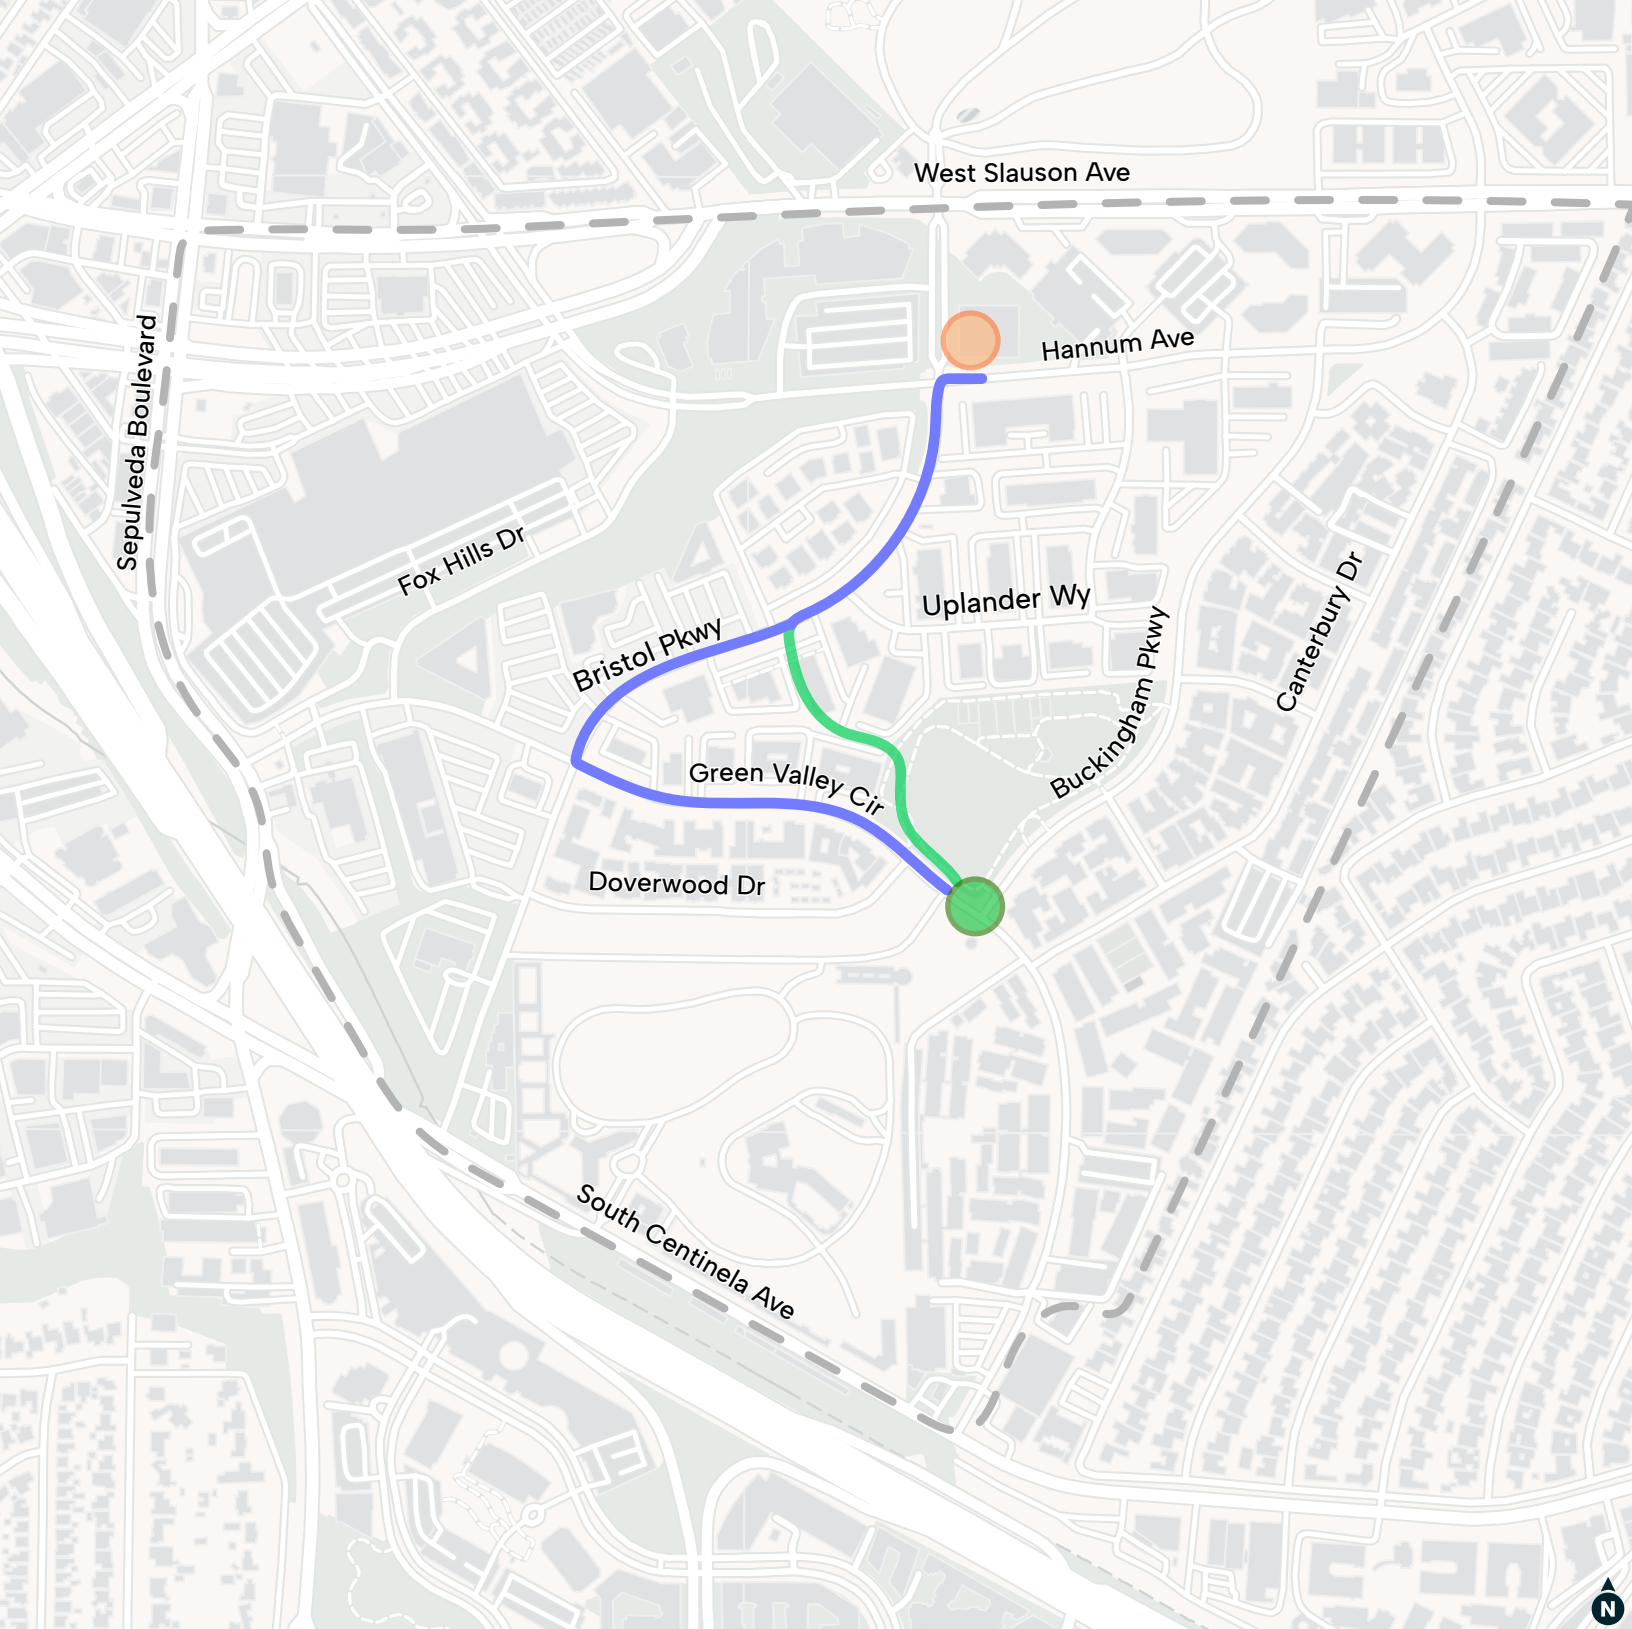 West Slauson Ave
Hannum Ave
Sepulveda Boulevard
Fox Hills Dr
Uplander Wy
Bristol Pkwy
Canterbury Dr
Buckingham Pkwy
Green Valley Cir
Doverwood Dr
South Centinela Ave
N